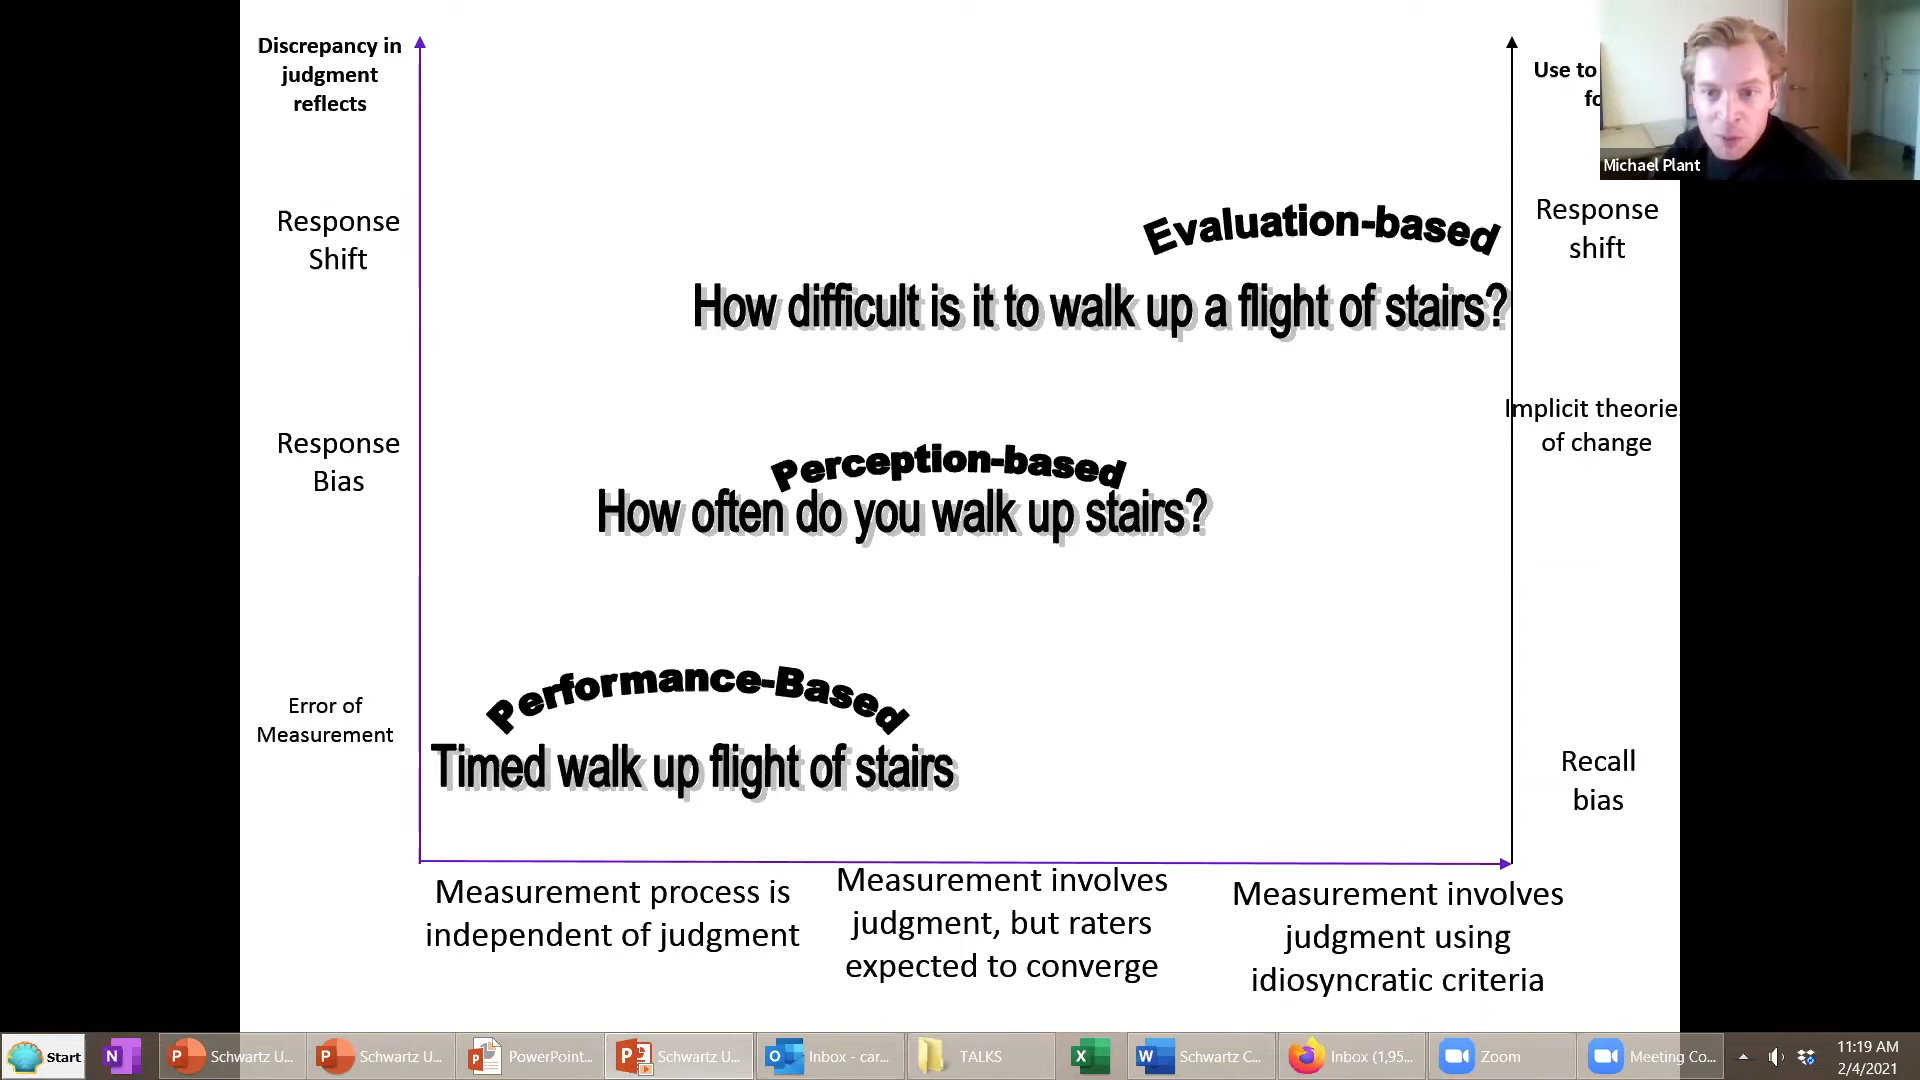 Discrepancy in
judgment
reflects
Use to
Michael Plant
Response
Shift
Evaluation-based
Response
shift
How difficult is it to walk up a flight of stairs?
Response
Bias
Perception-based
How often do you walk up stairs?
Implicit theorie
of change
Error of
Measurement
Performance-Based
Timed walk up flight of stairs
Recall
bias
Measurement process is
independent of judgment
Measurement involves
judgment, but raters
expected to converge
Measurement involves
judgment using
idiosyncratic criteria
Start
Schwartz U...
Schwartz U...
PowerPoint...
Schwartz U...
Inbox - car...
TALKS
Schwartz C...
Inbox (1,95...
Zoom
Meeting Co...
11:19 AM
2/4/2021